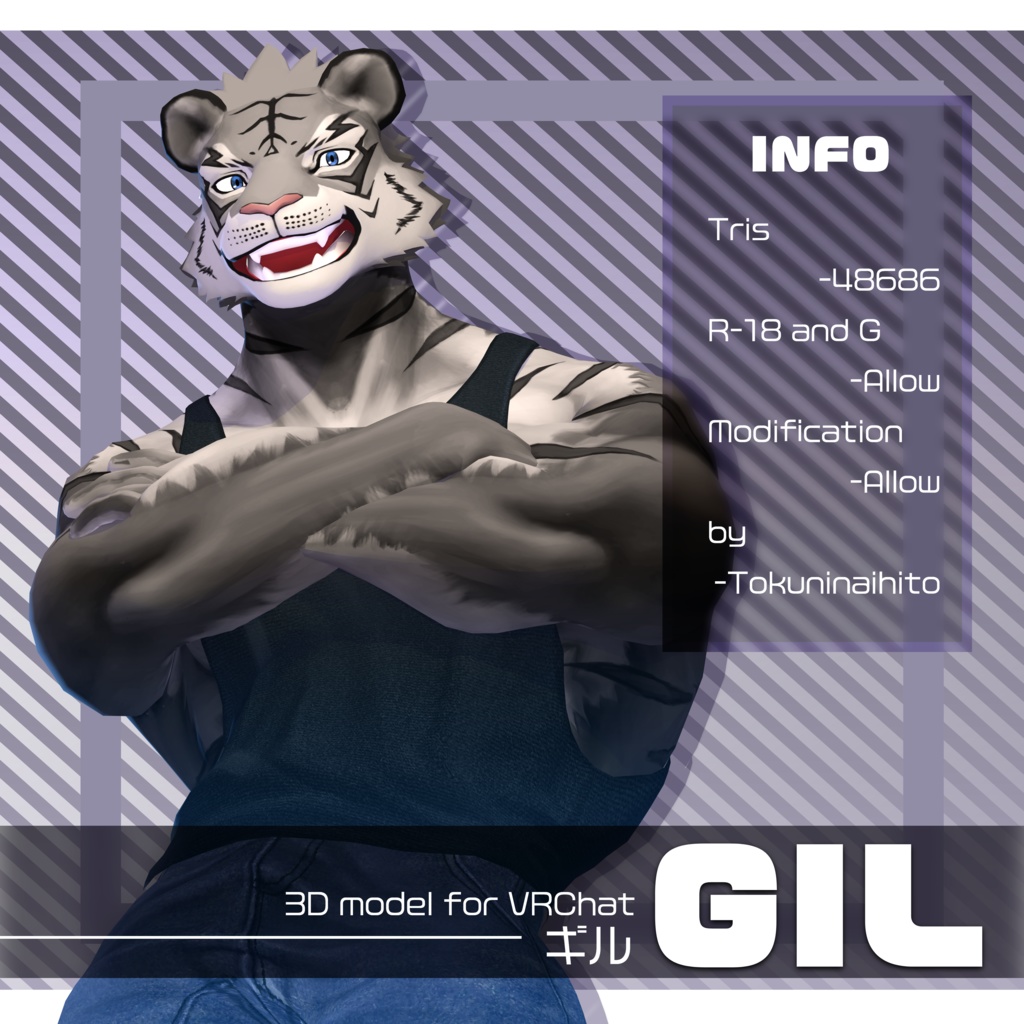 INFO
Tris
-48686
R-18 and G
-Allow
Modification
-Allow
by
-Tokuninaihito
3D model for VRChat
ギル
GIL